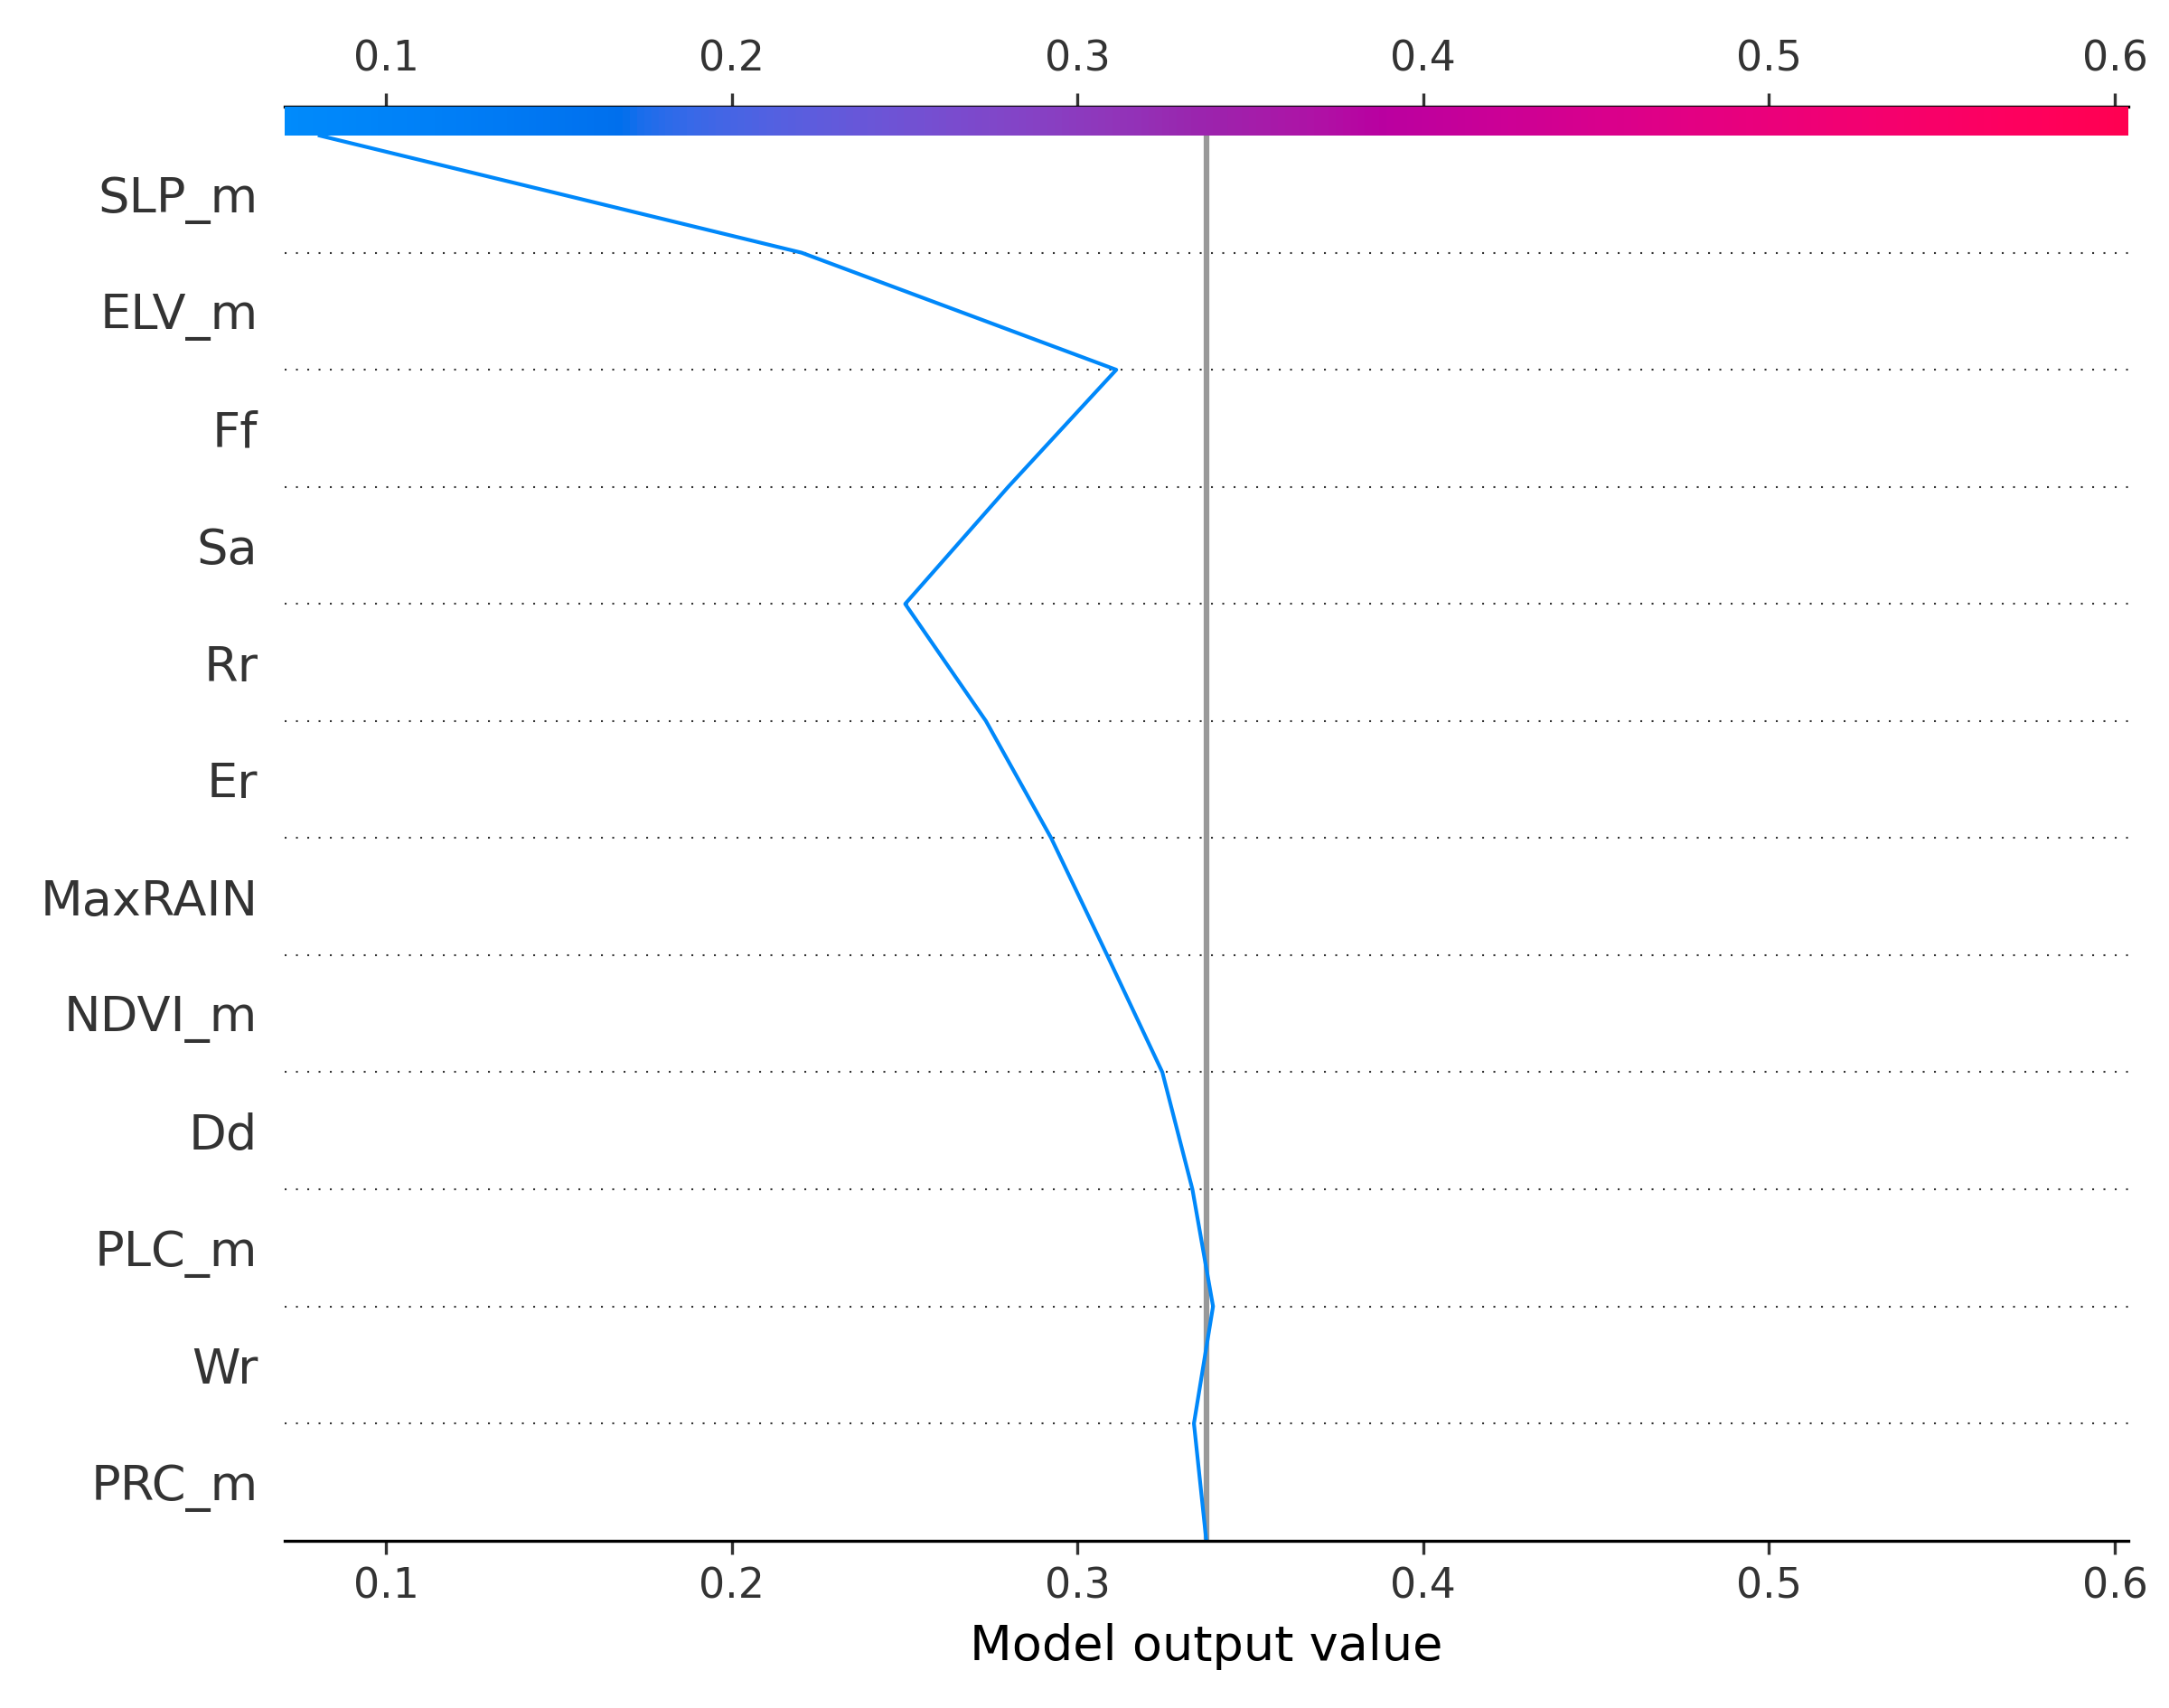 0.1 0.2 0.3 0.4 0.5 0.6
SLP_m
ELV_m
Ff
Sa
Rr
Er
MaxRAIN
NDVI_m
Dd
PLC_m
Wr
PRC_m
0.1 0.2 0.3 0.4 0.5 0.6
Model output value